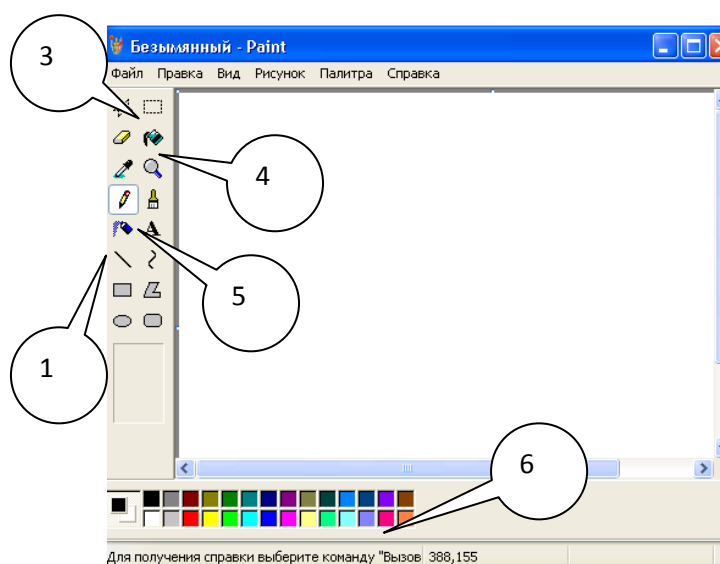 Безымянный - Paint
Файл Правка Вид Рисунок Палитра Справка
3
4
A
5
1
6
Для получения справки выберите команду "Вызов 388,155